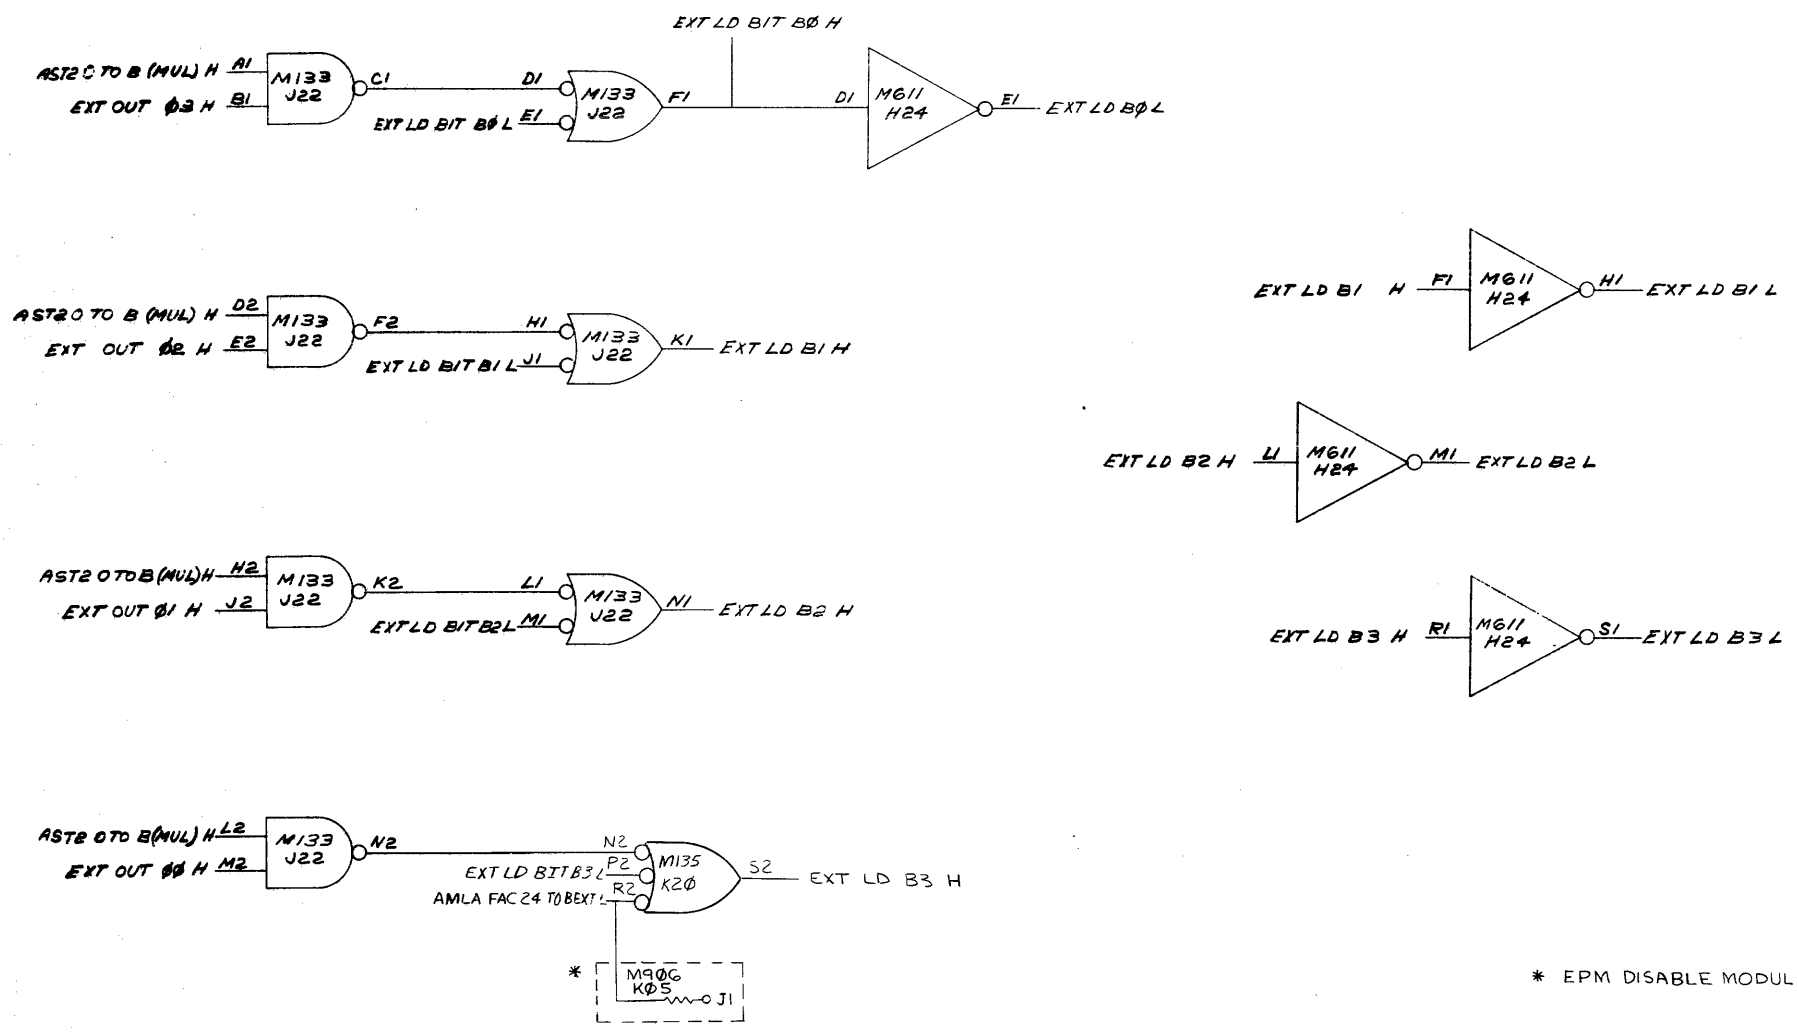 EXT LD BIT BØ H
AST2 0 TO B (MUL) H A1
EXT OUT Ø3 H B1
M133
J22
C1
D1
EXT LD BIT BØ L E1
M133
J22
F1
D1
M611
H24
E1
EXT LD BØ L
EXT LD B1 H F1
M611
H24
H1
EXT LD B1 L
AST2 0 TO B (MUL) H D2
EXT OUT Ø2 H E2
M133
J22
F2
H1
EXT LD BIT B1 L J1
M133
J22
K1
EXT LD B1 H
EXT LD B2 H L1
M611
H24
M1
EXT LD B2 L
AST2 0 TO B (MUL) H H2
EXT OUT Ø1 H J2
M133
J22
K2
L1
EXT LD BIT B2 L M1
M133
J22
N1
EXT LD B2 H
EXT LD B3 H R1
M611
H24
S1
EXT LD B3 L
AST2 0 TO B (MUL) H L2
EXT OUT ØØ H M2
M133
J22
N2
N2
EXT LD BIT B3 L P2
AMLA FAC 24 TO BEXT L R2
M135
K2Ø
S2
EXT LD B3 H
* M9Ø6
KØ5
J1
* EPM DISABLE MODUL